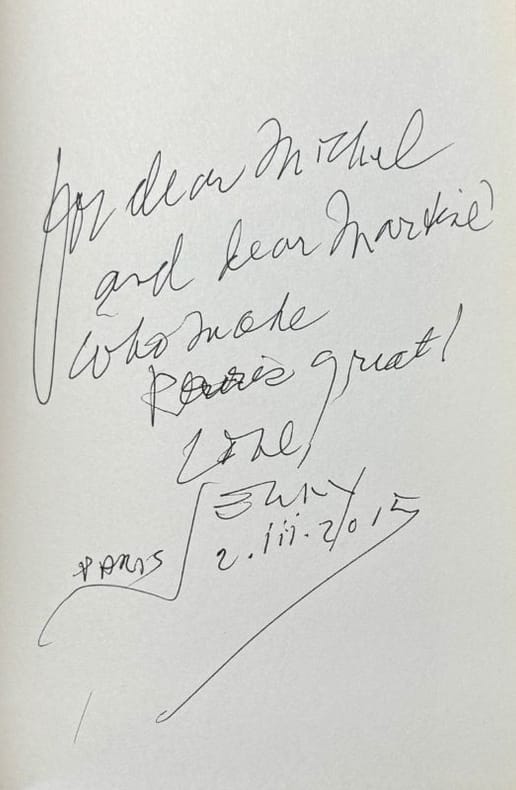 for dear Michel
and dear Martine
who make
Paris great!
Love,
Jerry
PARIS 2.iii.2015